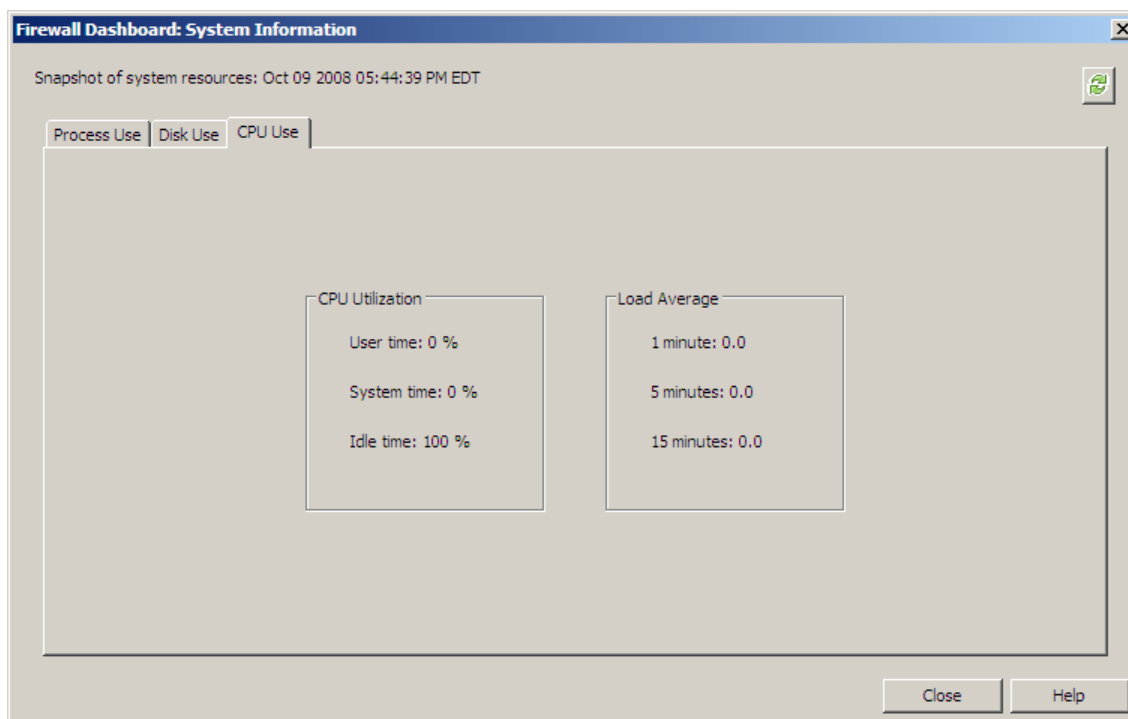 Firewall Dashboard: System Information
Snapshot of system resources: Oct 09 2008 05:44:39 PM EDT
Process Use
Disk Use
CPU Use
CPU Utilization
User time: 0 %
System time: 0 %
Idle time: 100 %
Load Average
1 minute: 0.0
5 minutes: 0.0
15 minutes: 0.0
Close
Help